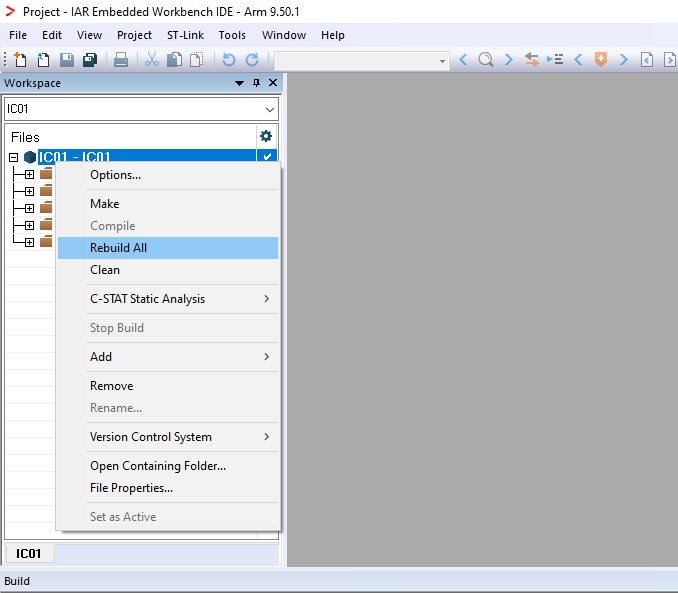 Project - IAR Embedded Workbench IDE - Arm 9.50.1
File Edit View Project ST-Link Tools Window Help
Workspace
IC01
Files
IC01 - IC01
Options...
Make
Compile
Rebuild All
Clean
C-STAT Static Analysis
Stop Build
Add
Remove
Rename...
Version Control System
Open Containing Folder...
File Properties...
Set as Active
IC01
Build